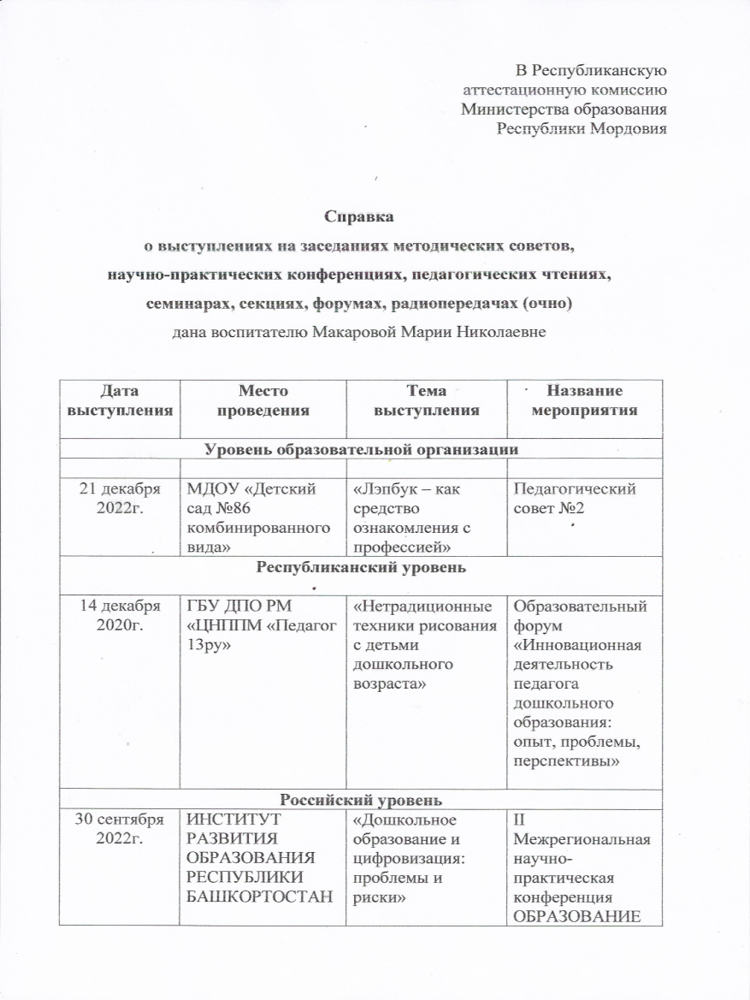 В Республиканскую
аттестационную комиссию
Министерства образования
Республики Мордовия
Справка
о выступлениях на заседаниях методических советов,
научно-практических конференциях, педагогических чтениях,
семинарах, секциях, форумах, радиопередачах (очно)
дана воспитателю Макаровой Марии Николаевне
Дата
выступления
Место
проведения
Тема
выступления
Название
мероприятия
Уровень образовательной организации
21 декабря
2022г.
МДОУ «Детский
сад №86
комбинированного
вида»
«Лэпбук – как
средство
ознакомления с
профессией»
Педагогический
совет №2
Республиканский уровень
14 декабря
2020г.
ГБУ ДПО РМ
«ЦНППМ «Педагог
13ру»
«Нетрадиционные
техники рисования
с детьми
дошкольного
возраста»
Образовательный
форум
«Инновационная
деятельность
педагога
дошкольного
образования:
опыт, проблемы,
перспективы»
Российский уровень
30 сентября
2022г.
ИНСТИТУТ
РАЗВИТИЯ
ОБРАЗОВАНИЯ
РЕСПУБЛИКИ
БАШКОРТОСТАН
«Дошкольное
образование и
цифровизация:
проблемы и
риски»
II
Межрегиональная
научно-
практическая
конференция
ОБРАЗОВАНИЕ